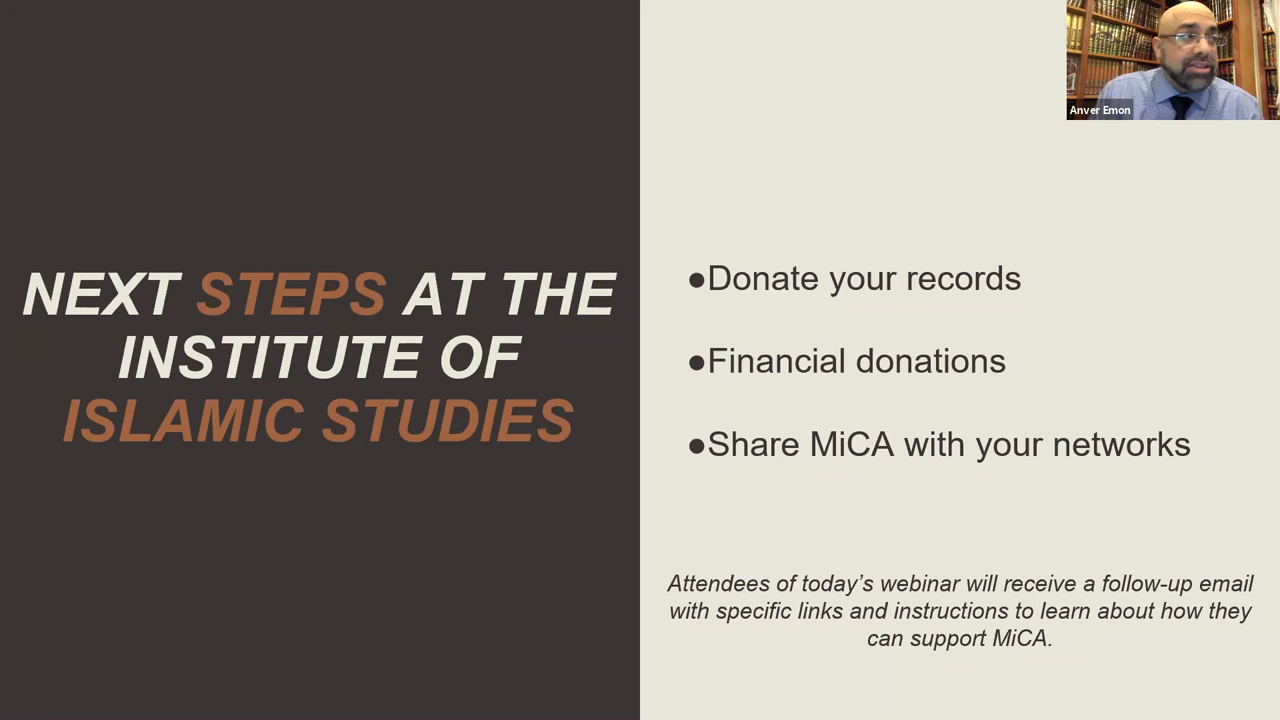 NEXT STEPS AT THE
INSTITUTE OF
ISLAMIC STUDIES
●Donate your records
●Financial donations
●Share MiCA with your networks
Attendees of today’s webinar will receive a follow-up email
with specific links and instructions to learn about how they
can support MiCA.
Anver Emon